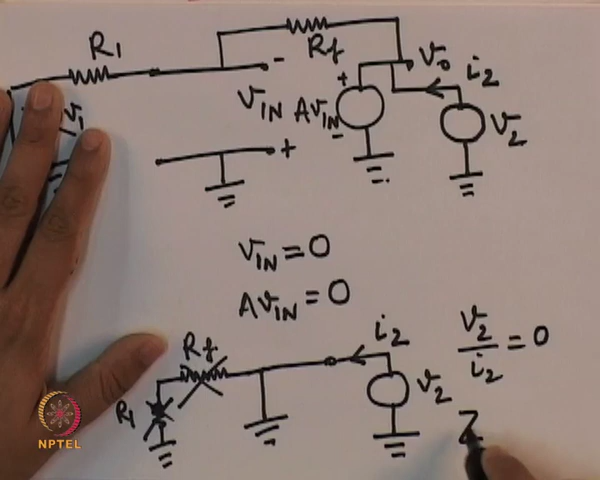 R1
Rf
-
Vo
i2
V1
VIN
+
AVIN
-
V2
+
VIN = 0
AVIN = 0
i2
V2/i2 = 0
Rf
R1
V2
Z
NPTEL